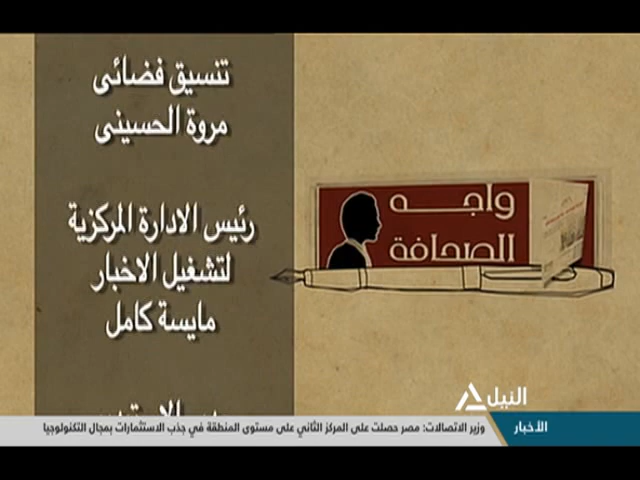 تنسيق فضائى
مروة الحسينى
رئيس الادارة المركزية
لتشغيل الاخبار
مايسة كامل
واجه
الصحافة
النيل
الأخبار
وزير الاتصالات: مصر حصلت على المركز الثاني على مستوى المنطقة في جذب الاستثمارات بمجال التكنولوجيا